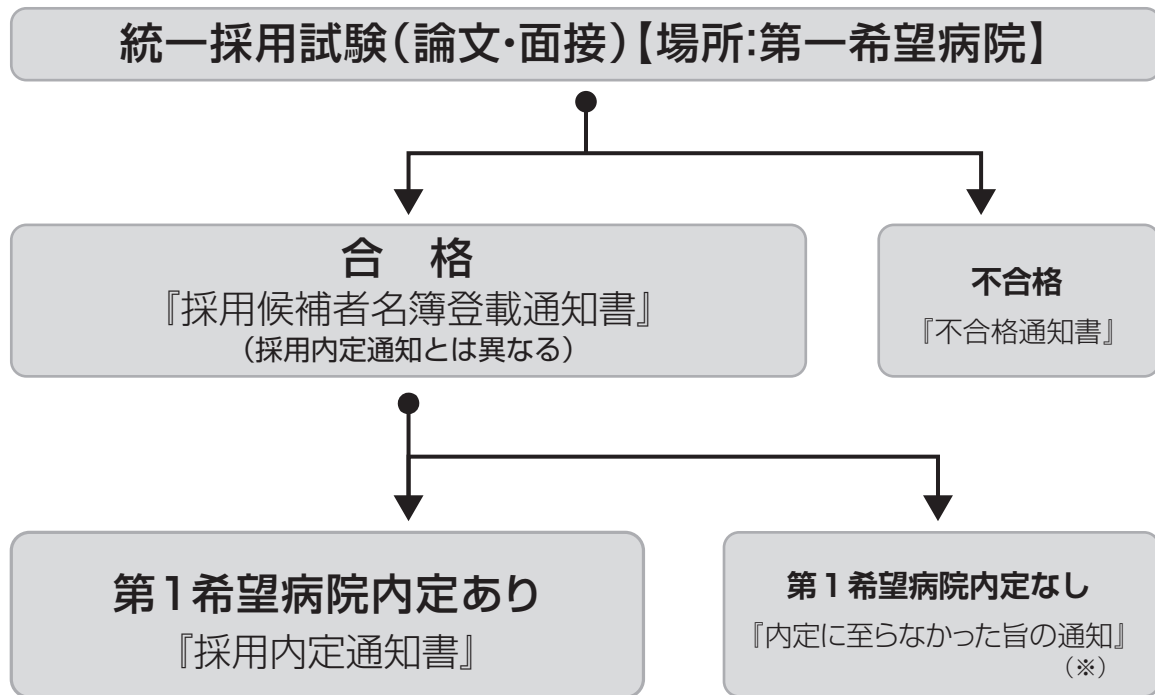 統一採用試験（論文・面接）【場所：第一希望病院】
合　格
『採用候補者名簿登載通知書』
（採用内定通知とは異なる）
不合格
『不合格通知書』
第１希望病院内定あり
『採用内定通知書』
第１希望病院内定なし
『内定に至らなかった旨の通知』
（※）